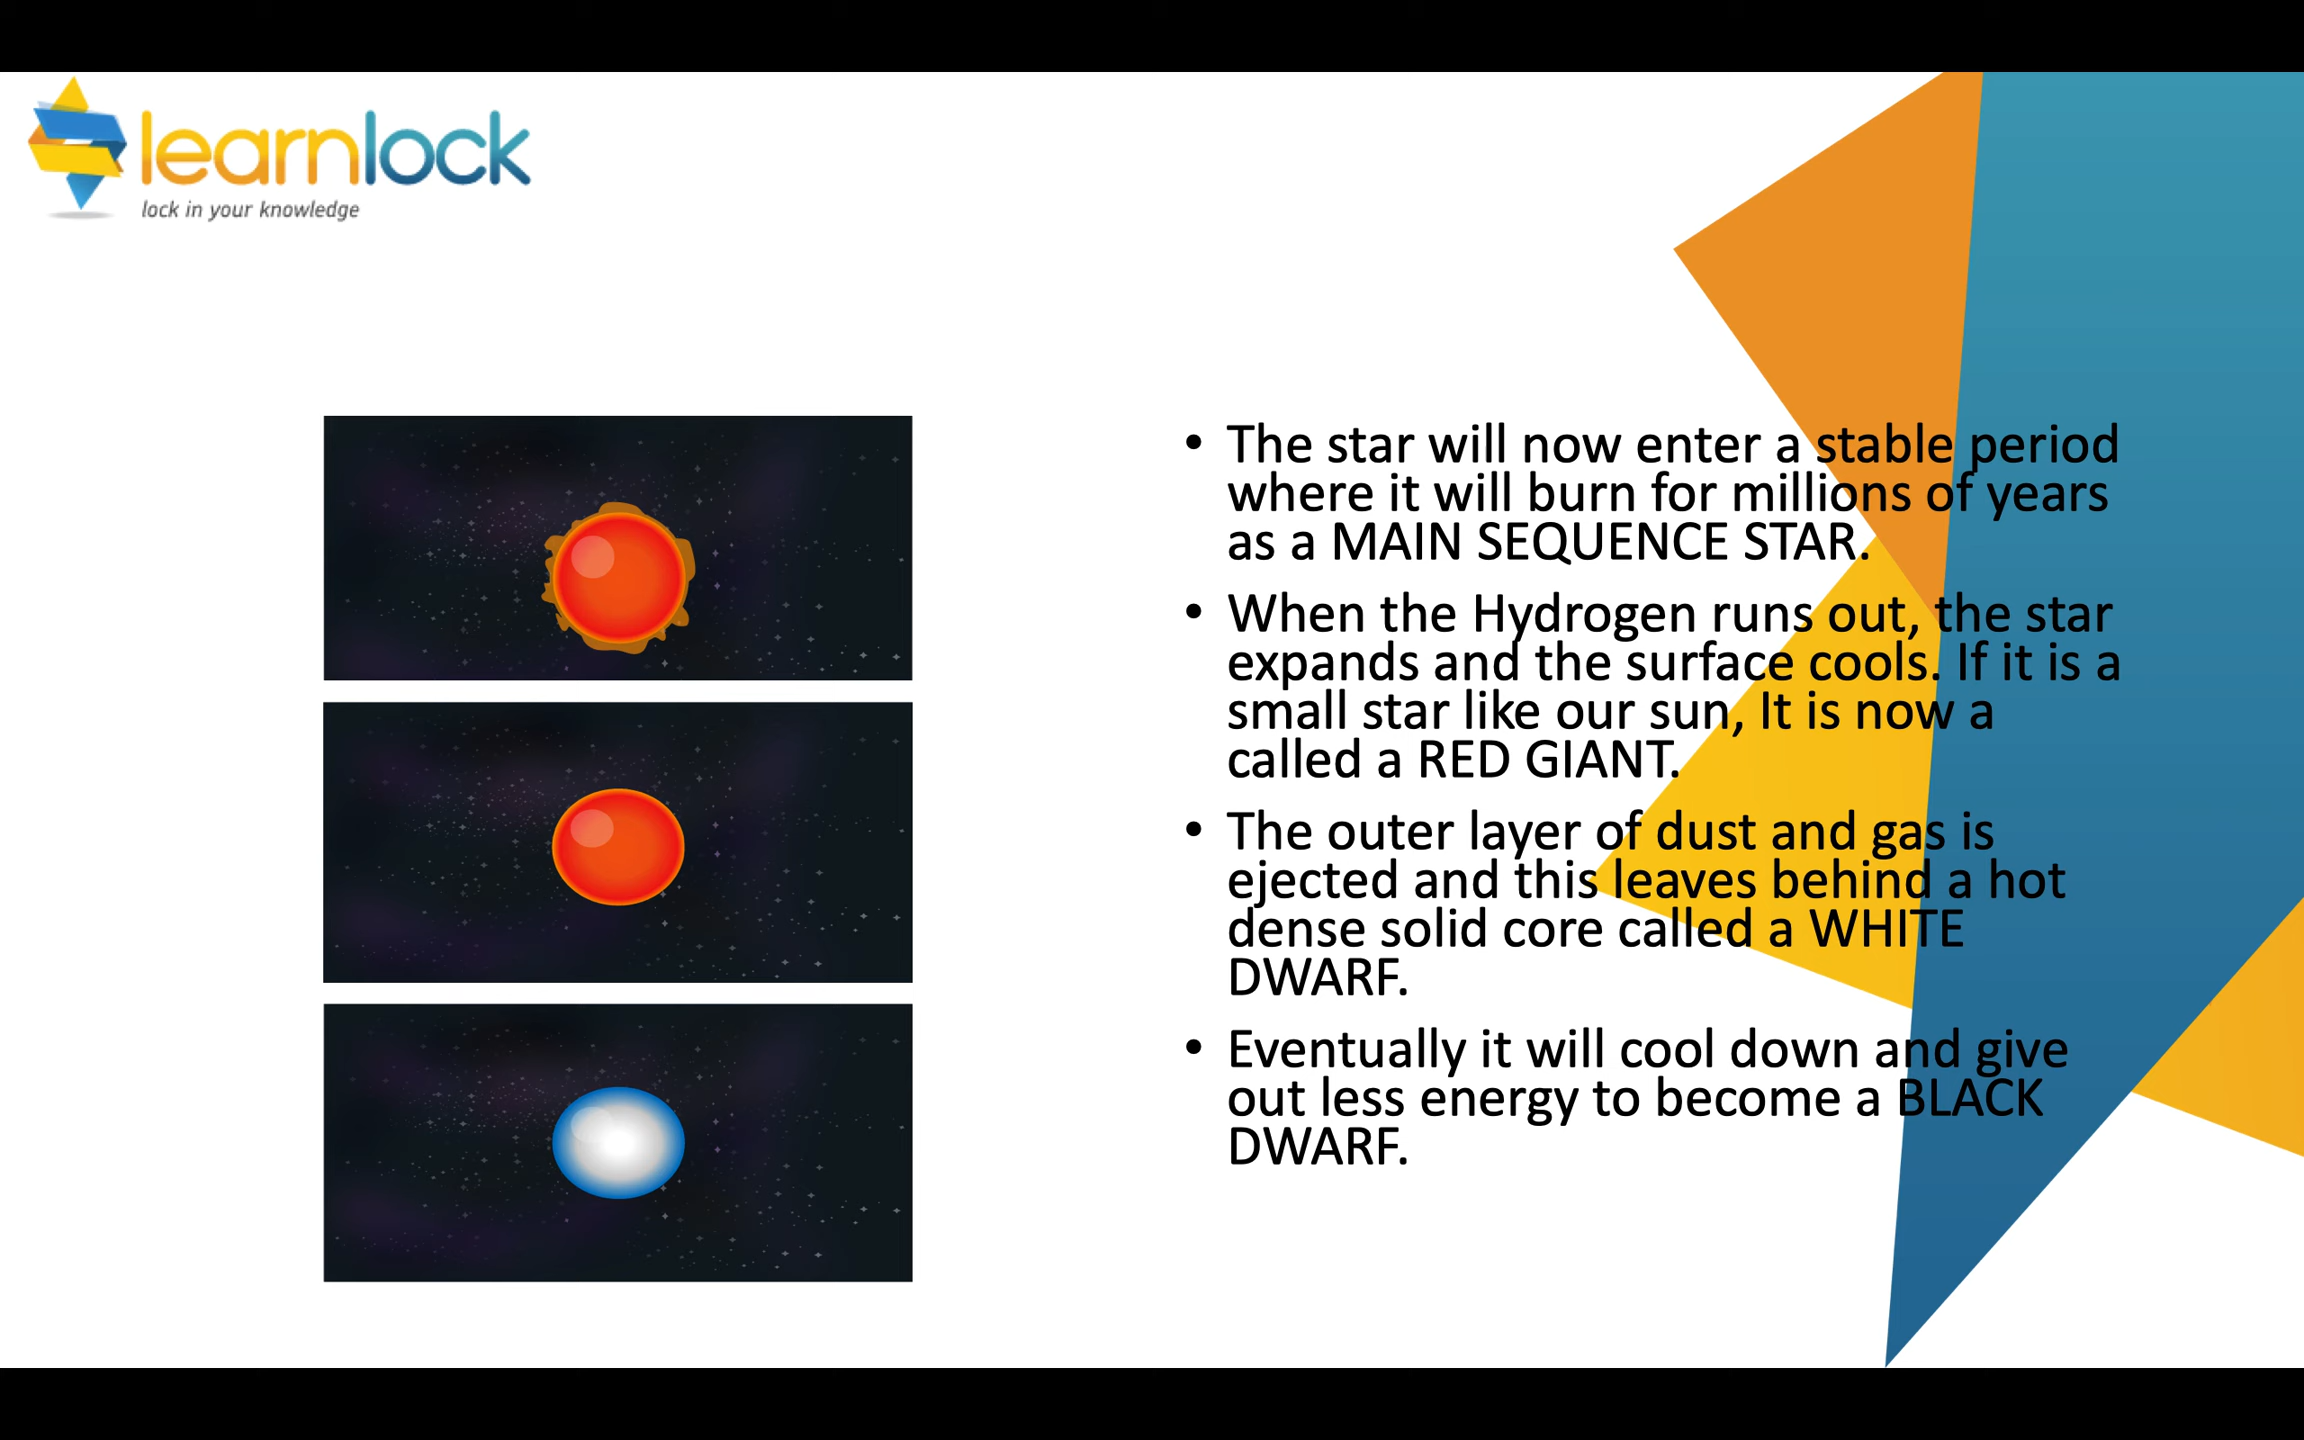 learnlock
lock in your knowledge
• The star will now enter a stable period
where it will burn for millions of years
as a MAIN SEQUENCE STAR.
• When the Hydrogen runs out, the star
expands and the surface cools. If it is a
small star like our sun, It is now a
called a RED GIANT.
• The outer layer of dust and gas is
ejected and this leaves behind a hot
dense solid core called a WHITE
DWARF.
• Eventually it will cool down and give
out less energy to become a BLACK
DWARF.